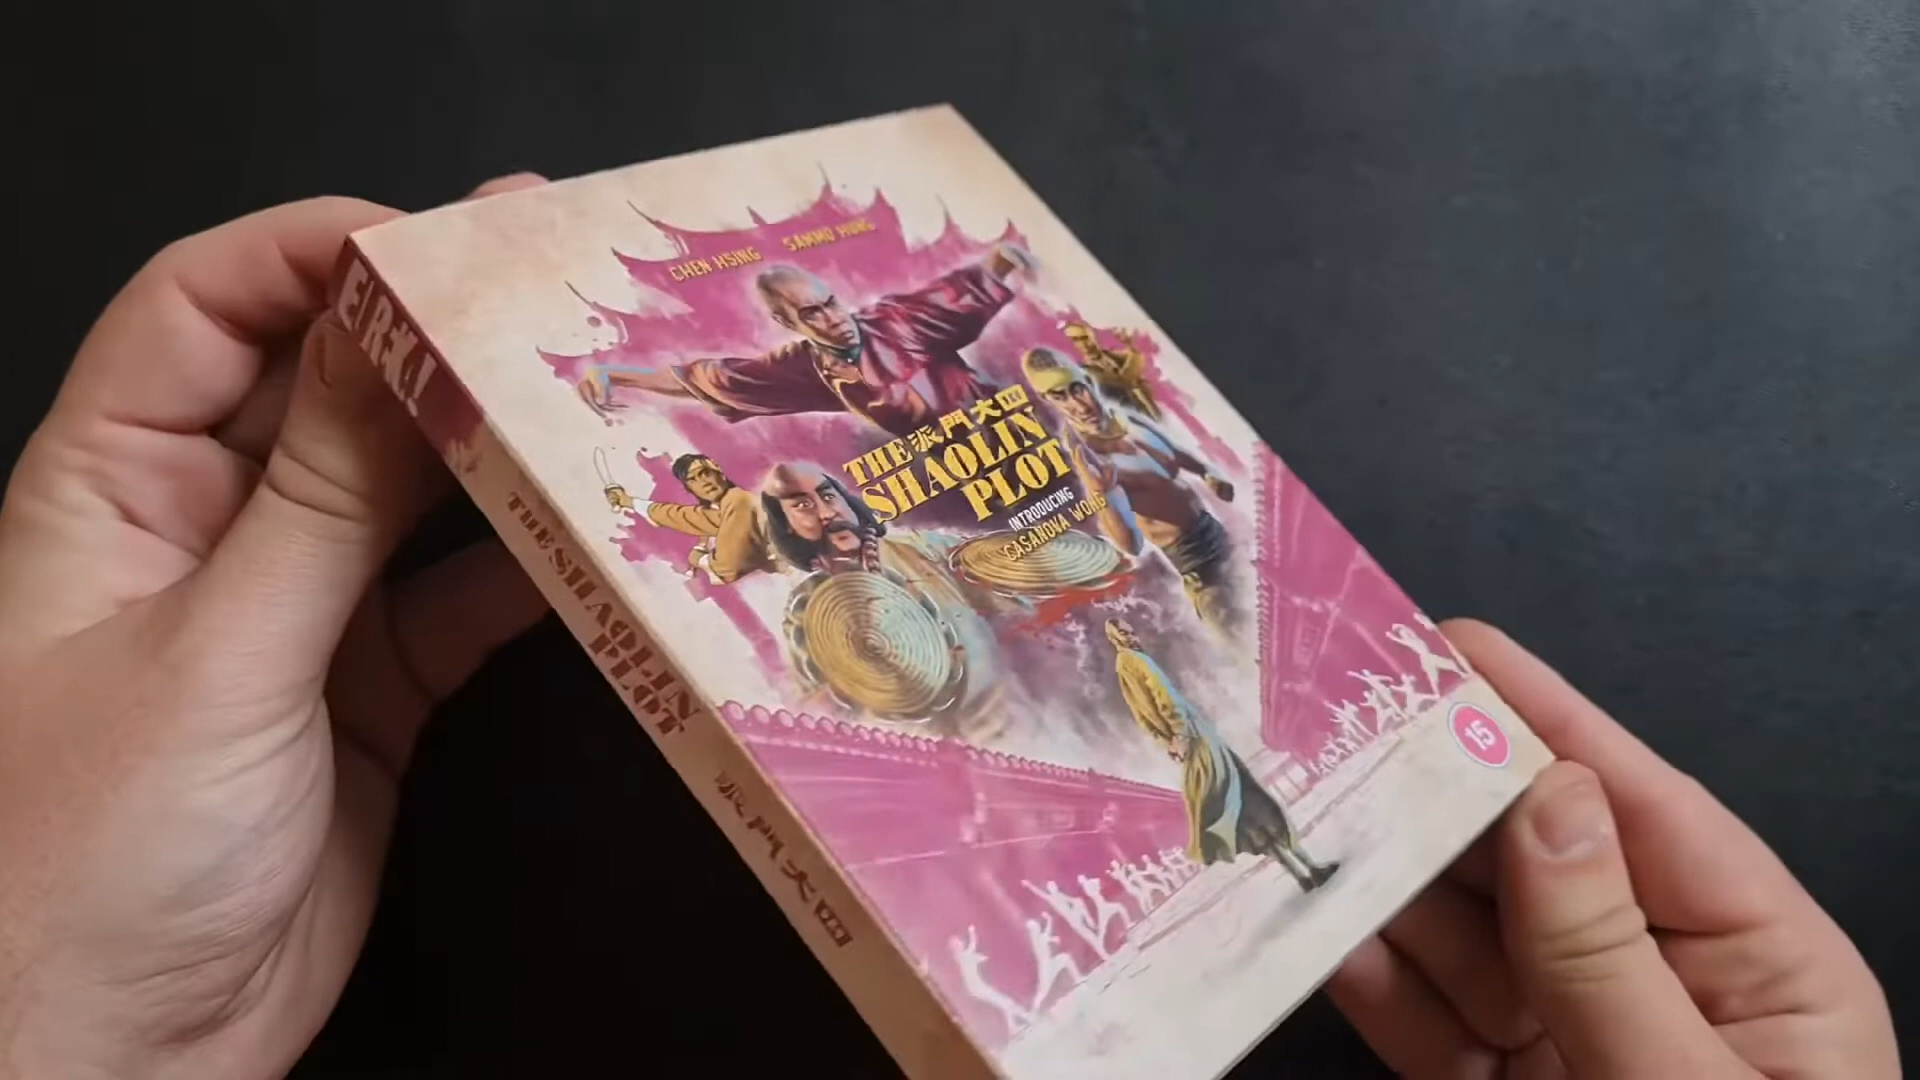 CHEN HSING SAMMO HUNG
派門大四
THE
SHAOLIN
PLOT
INTRODUCING
CASANOVA WONG
15
THE SHAOLIN
PLOT
派門大四